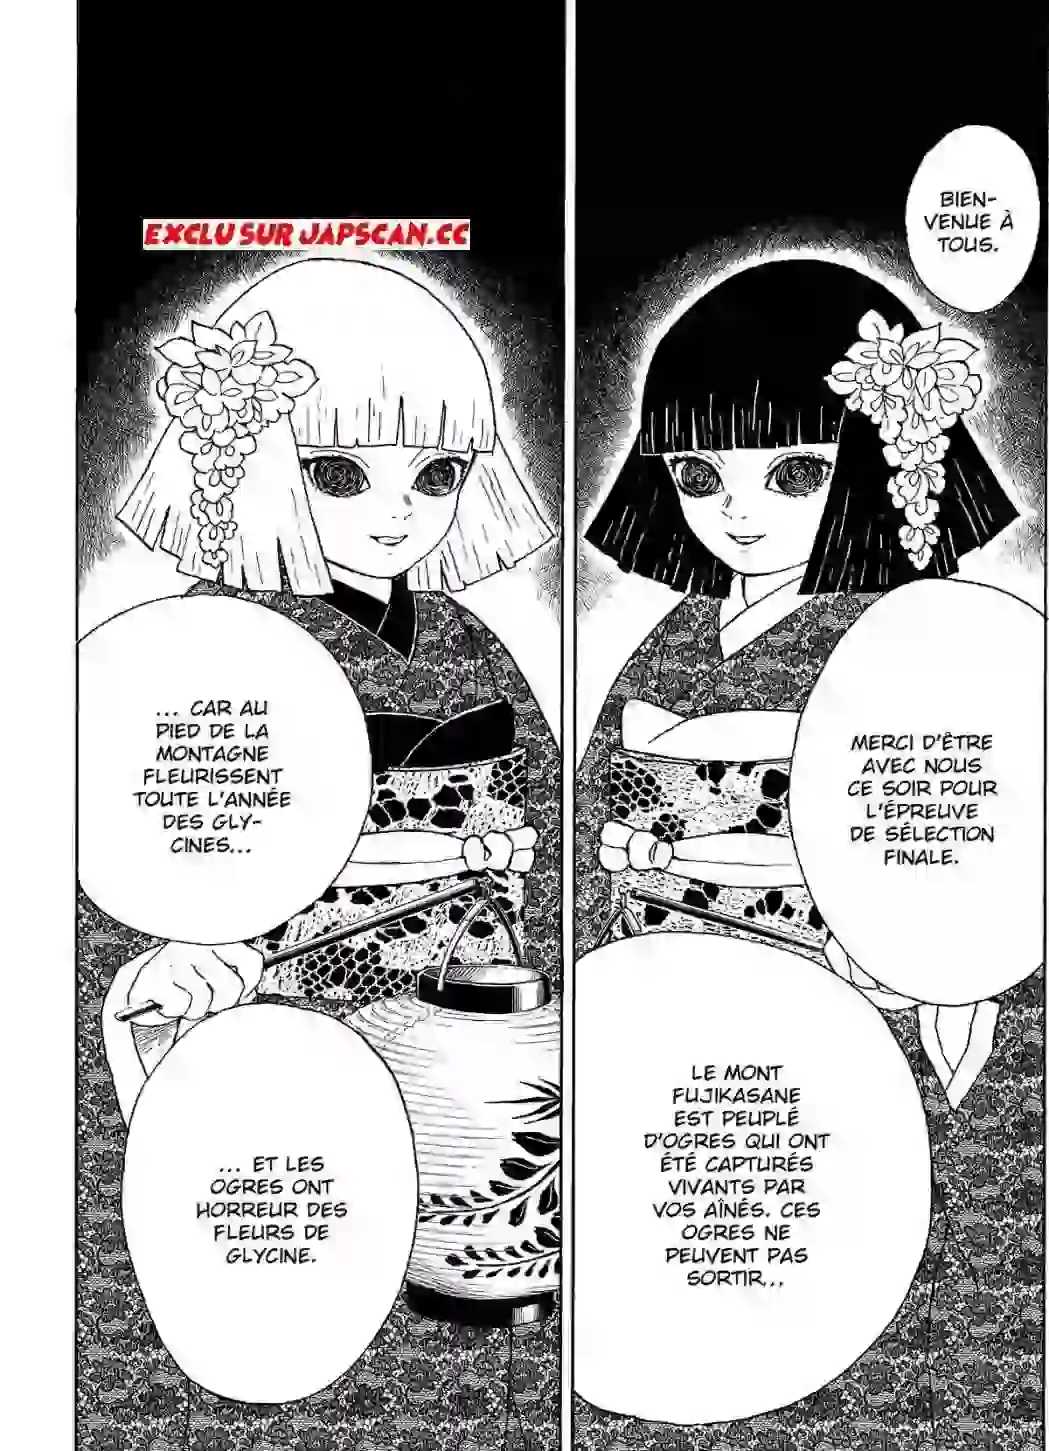 BIEN-
VENUE À
TOUS.
MERCI D'ÊTRE
AVEC NOUS
CE SOIR POUR
L'ÉPREUVE
DE SÉLECTION
FINALE.
LE MONT
FUJIKASANE
EST PEUPLÉ
D'OGRES QUI ONT
ÉTÉ CAPTURÉS
VIVANTS PAR
VOS AÎNÉS. CES
OGRES NE
PEUVENT PAS
SORTIR...
EXCLU SUR JAPSCAN.CC
... CAR AU
PIED DE LA
MONTAGNE
FLEURISSENT
TOUTE L'ANNÉE
DES GLY-
CINES...
... ET LES
OGRES ONT
HORREUR DES
FLEURS DE
GLYCINE.